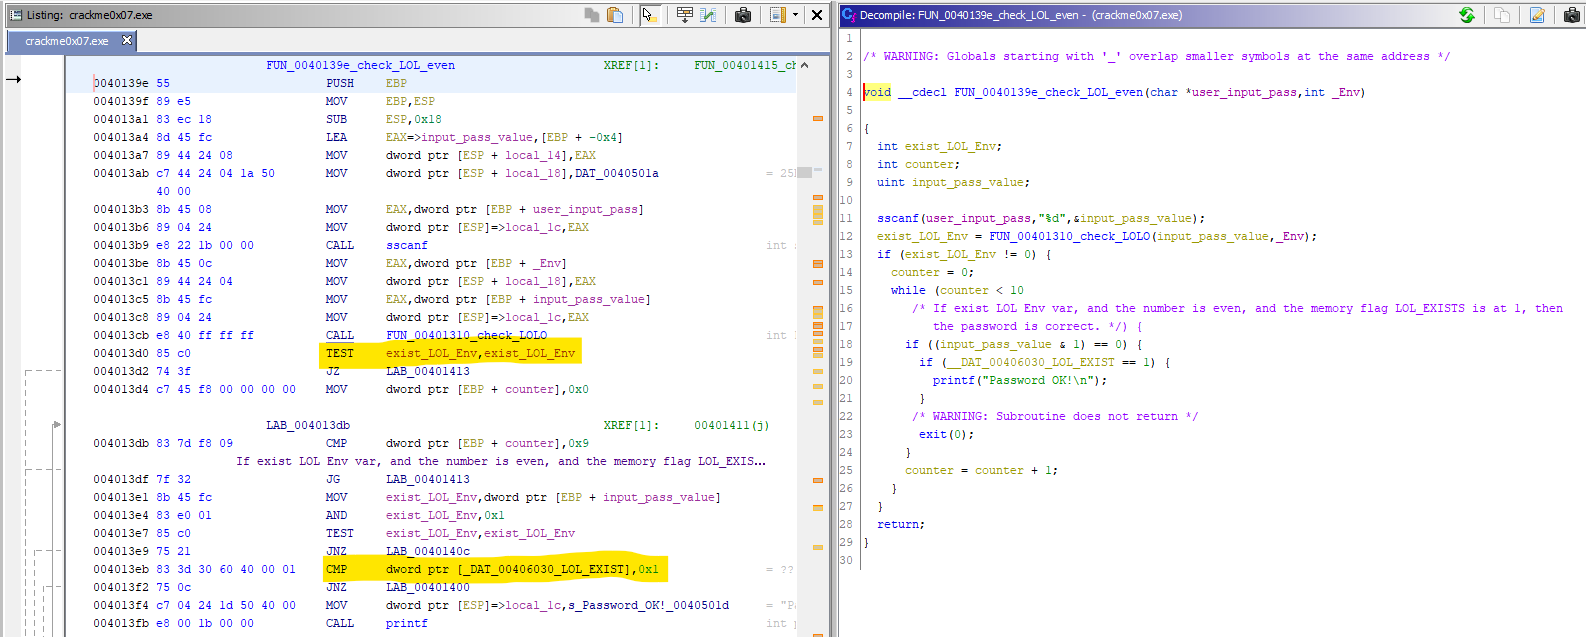 Listing: crackme0x07.exe
crackme0x07.exe
FUN_0040139e_check_LOL_even XREF[1]: FUN_00401415_ch
0040139e 55 PUSH EBP
0040139f 89 e5 MOV EBP,ESP
004013a1 83 ec 18 SUB ESP,0x18
004013a4 8d 45 fc LEA EAX=>input_pass_value,[EBP + -0x4]
004013a7 89 44 24 08 MOV dword ptr [ESP + local_14],EAX
004013ab c7 44 24 04 1a 50 MOV dword ptr [ESP + local_18],DAT_0040501a = 25
40 00
004013b3 8b 45 08 MOV EAX,dword ptr [EBP + user_input_pass]
004013b6 89 04 24 MOV dword ptr [ESP]=>local_1c,EAX
004013b9 e8 22 1b 00 00 CALL sscanf int
004013be 8b 45 0c MOV EAX,dword ptr [EBP + _Env]
004013c1 89 44 24 04 MOV dword ptr [ESP + local_18],EAX
004013c5 8b 45 fc MOV EAX,dword ptr [EBP + input_pass_value]
004013c8 89 04 24 MOV dword ptr [ESP]=>local_1c,EAX
004013cb e8 40 ff ff ff CALL FUN_00401310_check_LOLO int
004013d0 85 c0 TEST exist_LOL_Env,exist_LOL_Env
004013d2 74 3f JZ LAB_00401413
004013d4 c7 45 f8 00 00 00 00 MOV dword ptr [EBP + counter],0x0
LAB_004013db XREF[1]: 00401411(j)
004013db 83 7d f8 09 CMP dword ptr [EBP + counter],0x9
If exist LOL Env var, and the number is even, and the memory flag LOL_EXIS...
004013df 7f 32 JG LAB_00401413
004013e1 8b 45 fc MOV exist_LOL_Env,dword ptr [EBP + input_pass_value]
004013e4 83 e0 01 AND exist_LOL_Env,0x1
004013e7 85 c0 TEST exist_LOL_Env,exist_LOL_Env
004013e9 75 21 JNZ LAB_0040140c
004013eb 83 3d 30 60 40 00 01 CMP dword ptr [_DAT_00406030_LOL_EXIST],0x1 = ??
004013f2 75 0c JNZ LAB_00401400
004013f4 c7 04 24 1d 50 40 00 MOV dword ptr [ESP]=>local_1c,s_Password_OK!_0040501d = "P
004013fb e8 00 1b 00 00 CALL printf int
Decompile: FUN_0040139e_check_LOL_even - (crackme0x07.exe)
1
2 /* WARNING: Globals starting with '_' overlap smaller symbols at the same address */
3
4 void __cdecl FUN_0040139e_check_LOL_even(char *user_input_pass,int _Env)
5
6 {
7 int exist_LOL_Env;
8 int counter;
9 uint input_pass_value;
10
11 sscanf(user_input_pass,"%d",&input_pass_value);
12 exist_LOL_Env = FUN_00401310_check_LOLO(input_pass_value,_Env);
13 if (exist_LOL_Env != 0) {
14 counter = 0;
15 while (counter < 10
16 /* If exist LOL Env var, and the number is even, and the memory flag LOL_EXISTS is at 1, then
17 the password is correct. */) {
18 if ((input_pass_value & 1) == 0) {
19 if (__DAT_00406030_LOL_EXIST == 1) {
20 printf("Password OK!\n");
21 }
22 /* WARNING: Subroutine does not return */
23 exit(0);
24 }
25 counter = counter + 1;
26 }
27 }
28 return;
29 }
30